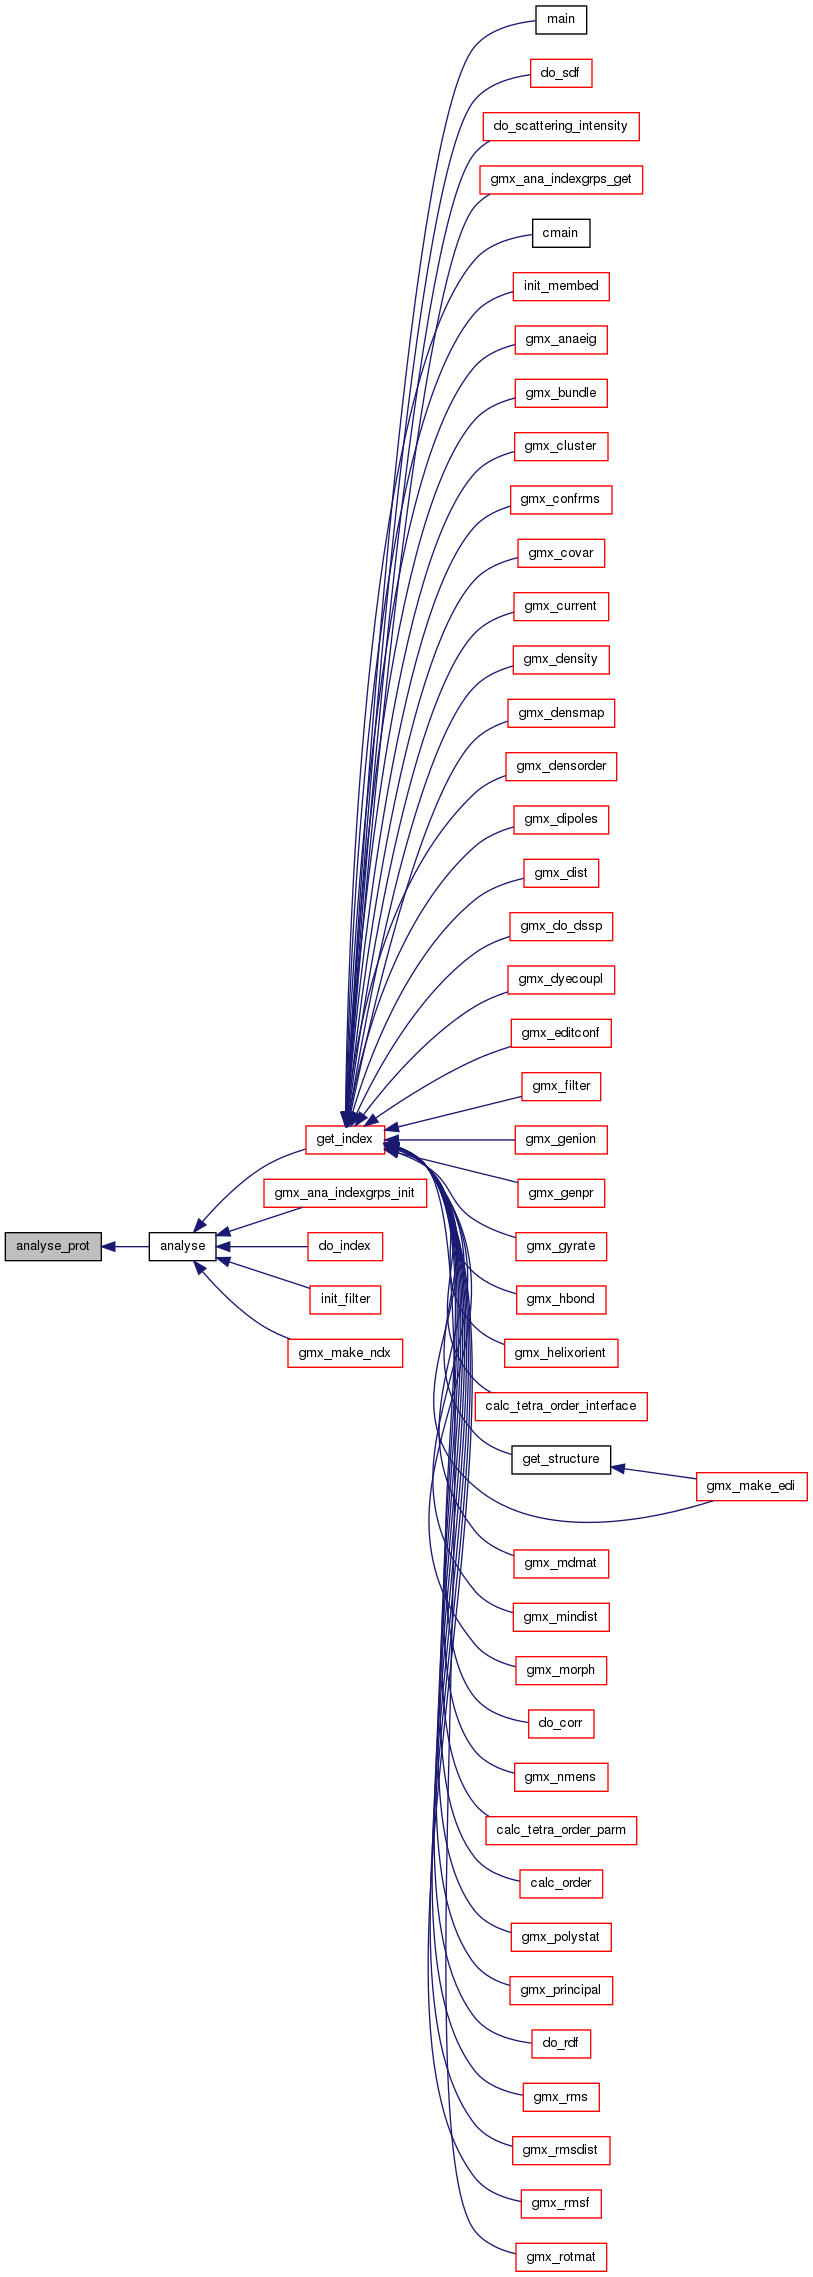 main
do_sdf
do_scattering_intensity
gmx_ana_indexgrps_get
cmain
init_membed
gmx_anaeig
gmx_bundle
gmx_cluster
gmx_confrms
gmx_covar
gmx_current
gmx_density
gmx_densmap
gmx_densorder
gmx_dipoles
gmx_dist
gmx_do_dssp
gmx_dyecoupl
gmx_editconf
gmx_filter
get_index
gmx_genion
gmx_ana_indexgrps_init
gmx_genpr
analyse_prot
analyse
do_index
gmx_gyrate
init_filter
gmx_hbond
gmx_make_ndx
gmx_helixorient
calc_tetra_order_interface
get_structure
gmx_make_edi
gmx_mdmat
gmx_mindist
gmx_morph
do_corr
gmx_nmens
calc_tetra_order_parm
calc_order
gmx_polystat
gmx_principal
do_rdf
gmx_rms
gmx_rmsdist
gmx_rmsf
gmx_rotmat